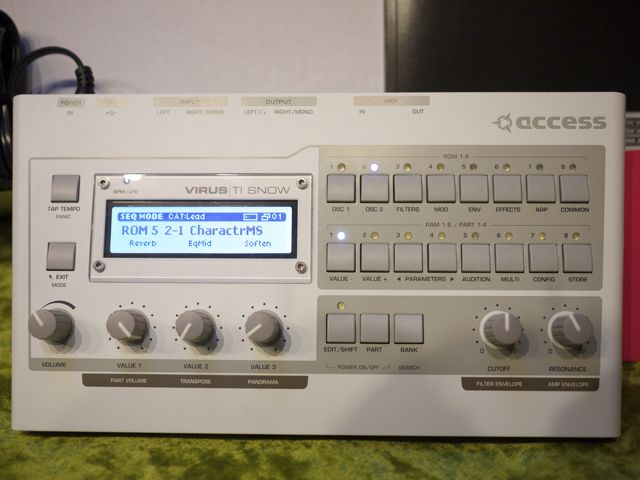 POWER
INPUT
OUTPUT
MIDI
IN
LEFT
RIGHT/MONO
LEFT/
RIGHT/MONO
IN
OUT
access
ROM 1-8
1 2 3 4 5 6 7 8
OSC 1 OSC 2 FILTERS MOD ENV EFFECTS ARP COMMON
RAM 1-8 / PART 1-4
1 2 3 4 5 6 7 8
VALUE - VALUE + ◄ PARAMETERS ► AUDITION MULTI CONFIG STORE
BPM/LFO
VIRUS|TI SNOW
TAP TEMPO
PANIC
SEQ MODE CAT:Lead 01
ROM 5 2-1 CharactrMS
Reverb EqMid Soften
EXIT
MODE
VOLUME VALUE 1 VALUE 2 VALUE 3
PART VOLUME TRANSPOSE PANORAMA
EDIT/SHIFT PART BANK
POWER ON/OFF SEARCH
0 0
CUTOFF RESONANCE
FILTER ENVELOPE AMP ENVELOPE